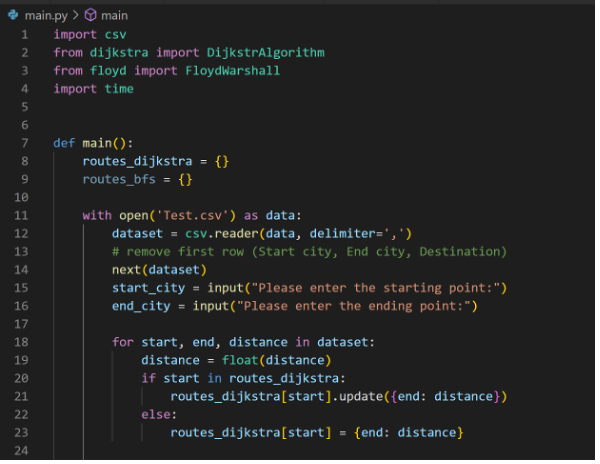 main.py > main
1 import csv
2 from dijkstra import DijkstrAlgorithm
3 from floyd import FloydWarshall
4 import time
5
6
7 def main():
8     routes_dijkstra = {}
9     routes_bfs = {}
10
11     with open('Test.csv') as data:
12         dataset = csv.reader(data, delimiter=',')
13         # remove first row (Start city, End city, Destination)
14         next(dataset)
15         start_city = input("Please enter the starting point:")
16         end_city = input("Please enter the ending point:")
17
18         for start, end, distance in dataset:
19             distance = float(distance)
20             if start in routes_dijkstra:
21                 routes_dijkstra[start].update({end: distance})
22             else:
23                 routes_dijkstra[start] = {end: distance}
24